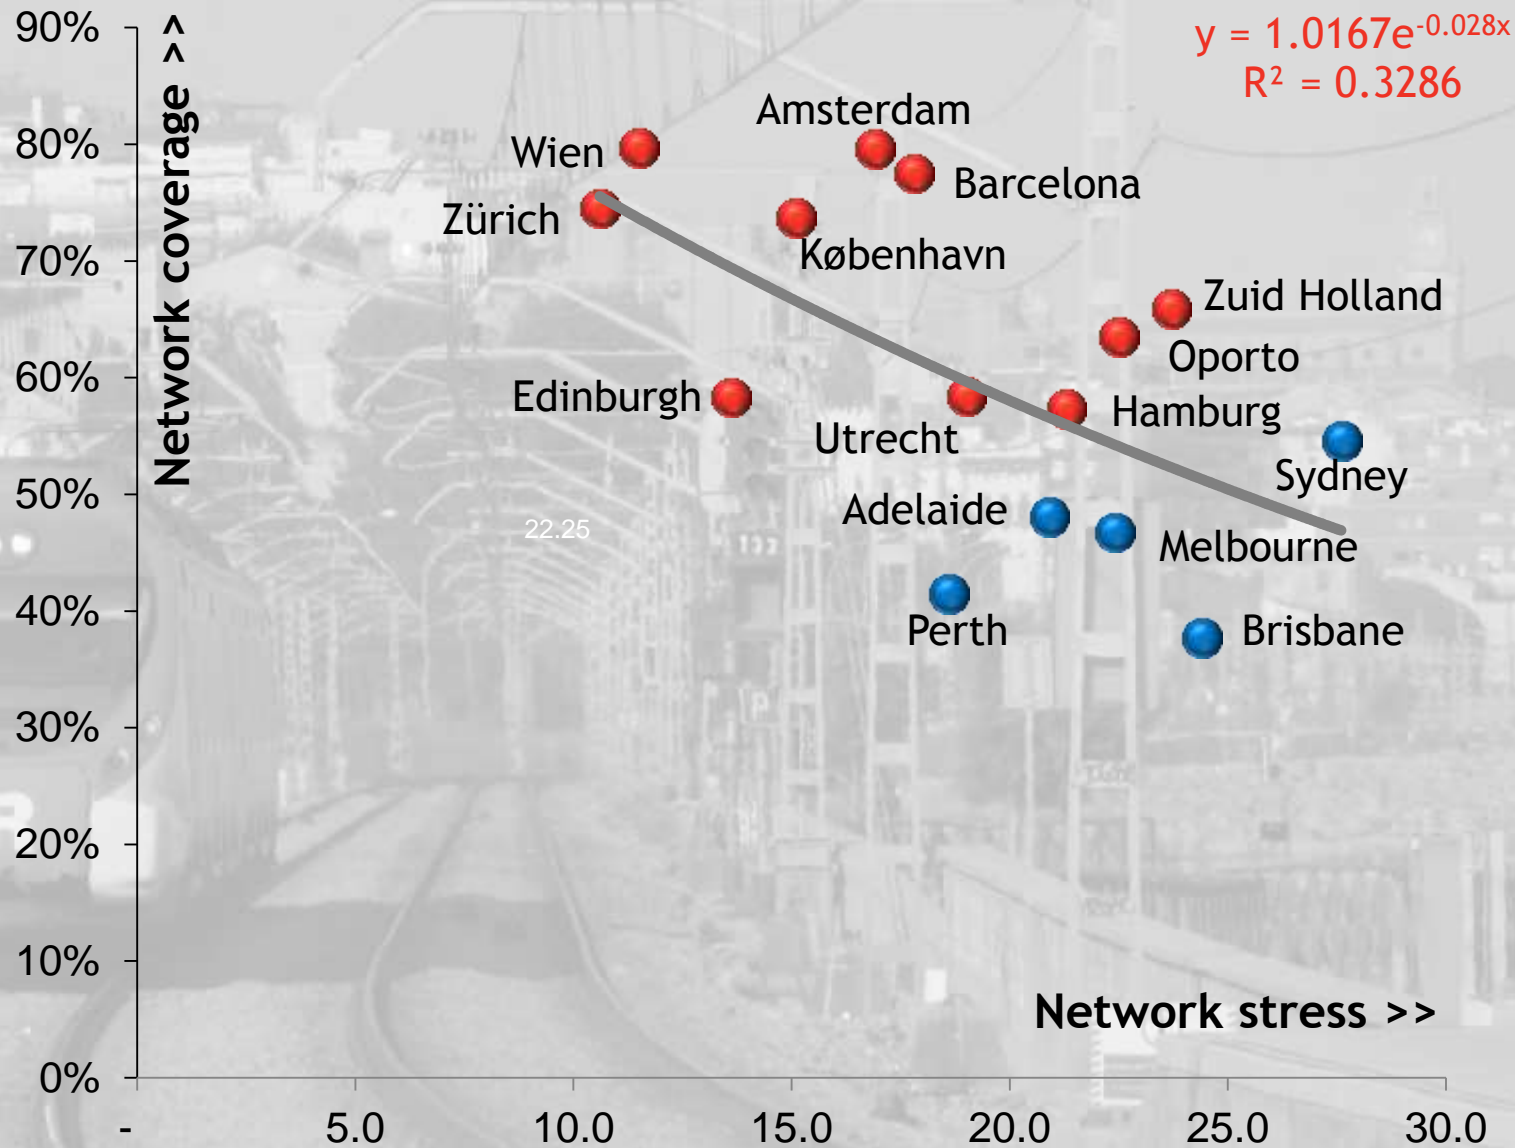 90%
80%
70%
60%
50%
40%
30%
20%
10%
0%
Network coverage >>
y = 1.0167e-0.028x
R² = 0.3286
Amsterdam
Wien
Barcelona
Zürich
København
Zuid Holland
Oporto
Edinburgh
Hamburg
Utrecht
Sydney
Adelaide
22.25
Melbourne
Perth
Brisbane
Network stress >>
-
5.0
10.0
15.0
20.0
25.0
30.0